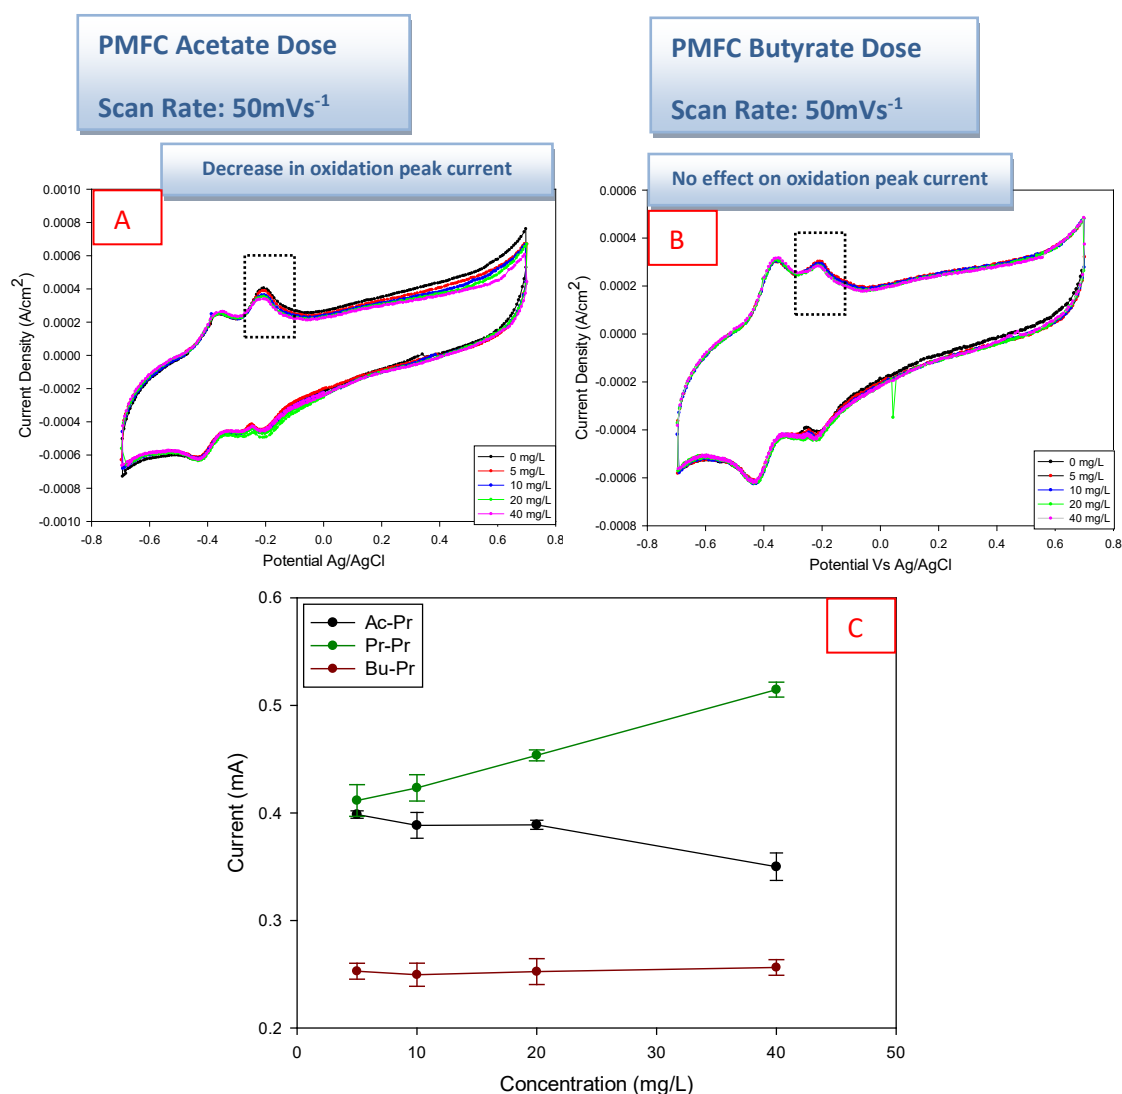 PMFC Acetate Dose
Scan Rate: 50mVs-1
PMFC Butyrate Dose
Scan Rate: 50mVs-1
Decrease in oxidation peak current
No effect on oxidation peak current
A
Current Density (A/cm2)
0.0010
0.0008
0.0006
0.0004
0.0002
0.0000
-0.0002
-0.0004
-0.0006
-0.0008
-0.0010
0 mg/L
5 mg/L
10 mg/L
20 mg/L
40 mg/L
-0.8 -0.6 -0.4 -0.2 0.0 0.2 0.4 0.6 0.8
Potential Ag/AgCl
B
Current Density (A/cm2)
0.0006
0.0004
0.0002
0.0000
-0.0002
-0.0004
-0.0006
-0.0008
0 mg/L
5 mg/L
10 mg/L
20 mg/L
40 mg/L
-0.8 -0.6 -0.4 -0.2 0.0 0.2 0.4 0.6 0.8
Potential Vs Ag/AgCl
C
Ac-Pr
Pr-Pr
Bu-Pr
Current (mA)
0.6
0.5
0.4
0.3
0.2
0 10 20 30 40 50
Concentration (mg/L)